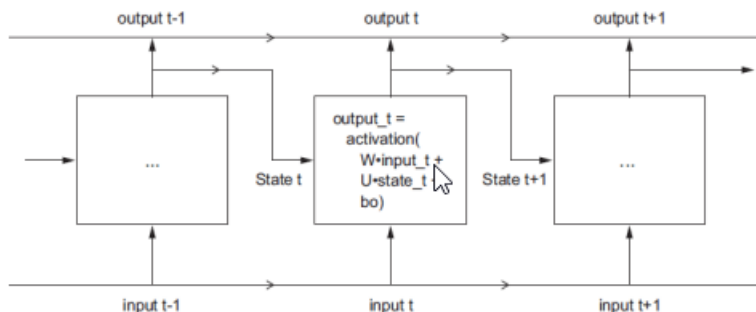 output t-1
output t
output t+1
...
output_t =
activation(
W•input_t +
U•state_t
bo)
...
State t
State t+1
input t-1
input t
input t+1